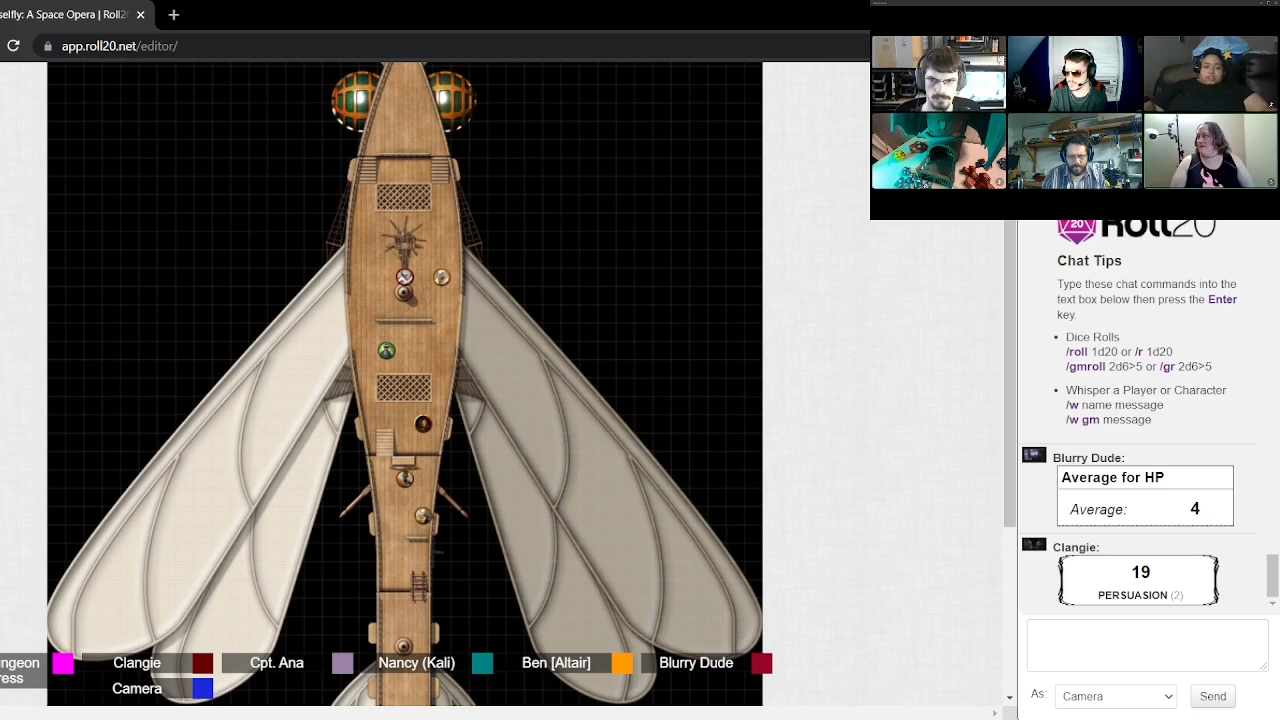 selfly: A Space Opera | Roll20
app.roll20.net/editor/
Roll20
Chat Tips
Type these chat commands into the
text box below then press the Enter
key.
Dice Rolls
/roll 1d20 or /r 1d20
/gmroll 2d6>5 or /gr 2d6>5
Whisper a Player or Character
/w name message
/w gm message
Blurry Dude:
Average for HP
Average: 4
Clangie:
19
PERSUASION (2)
ngeon
ress
Clangie
Cpt. Ana
Nancy (Kali)
Ben [Altair]
Blurry Dude
Camera
As:
Camera
Send